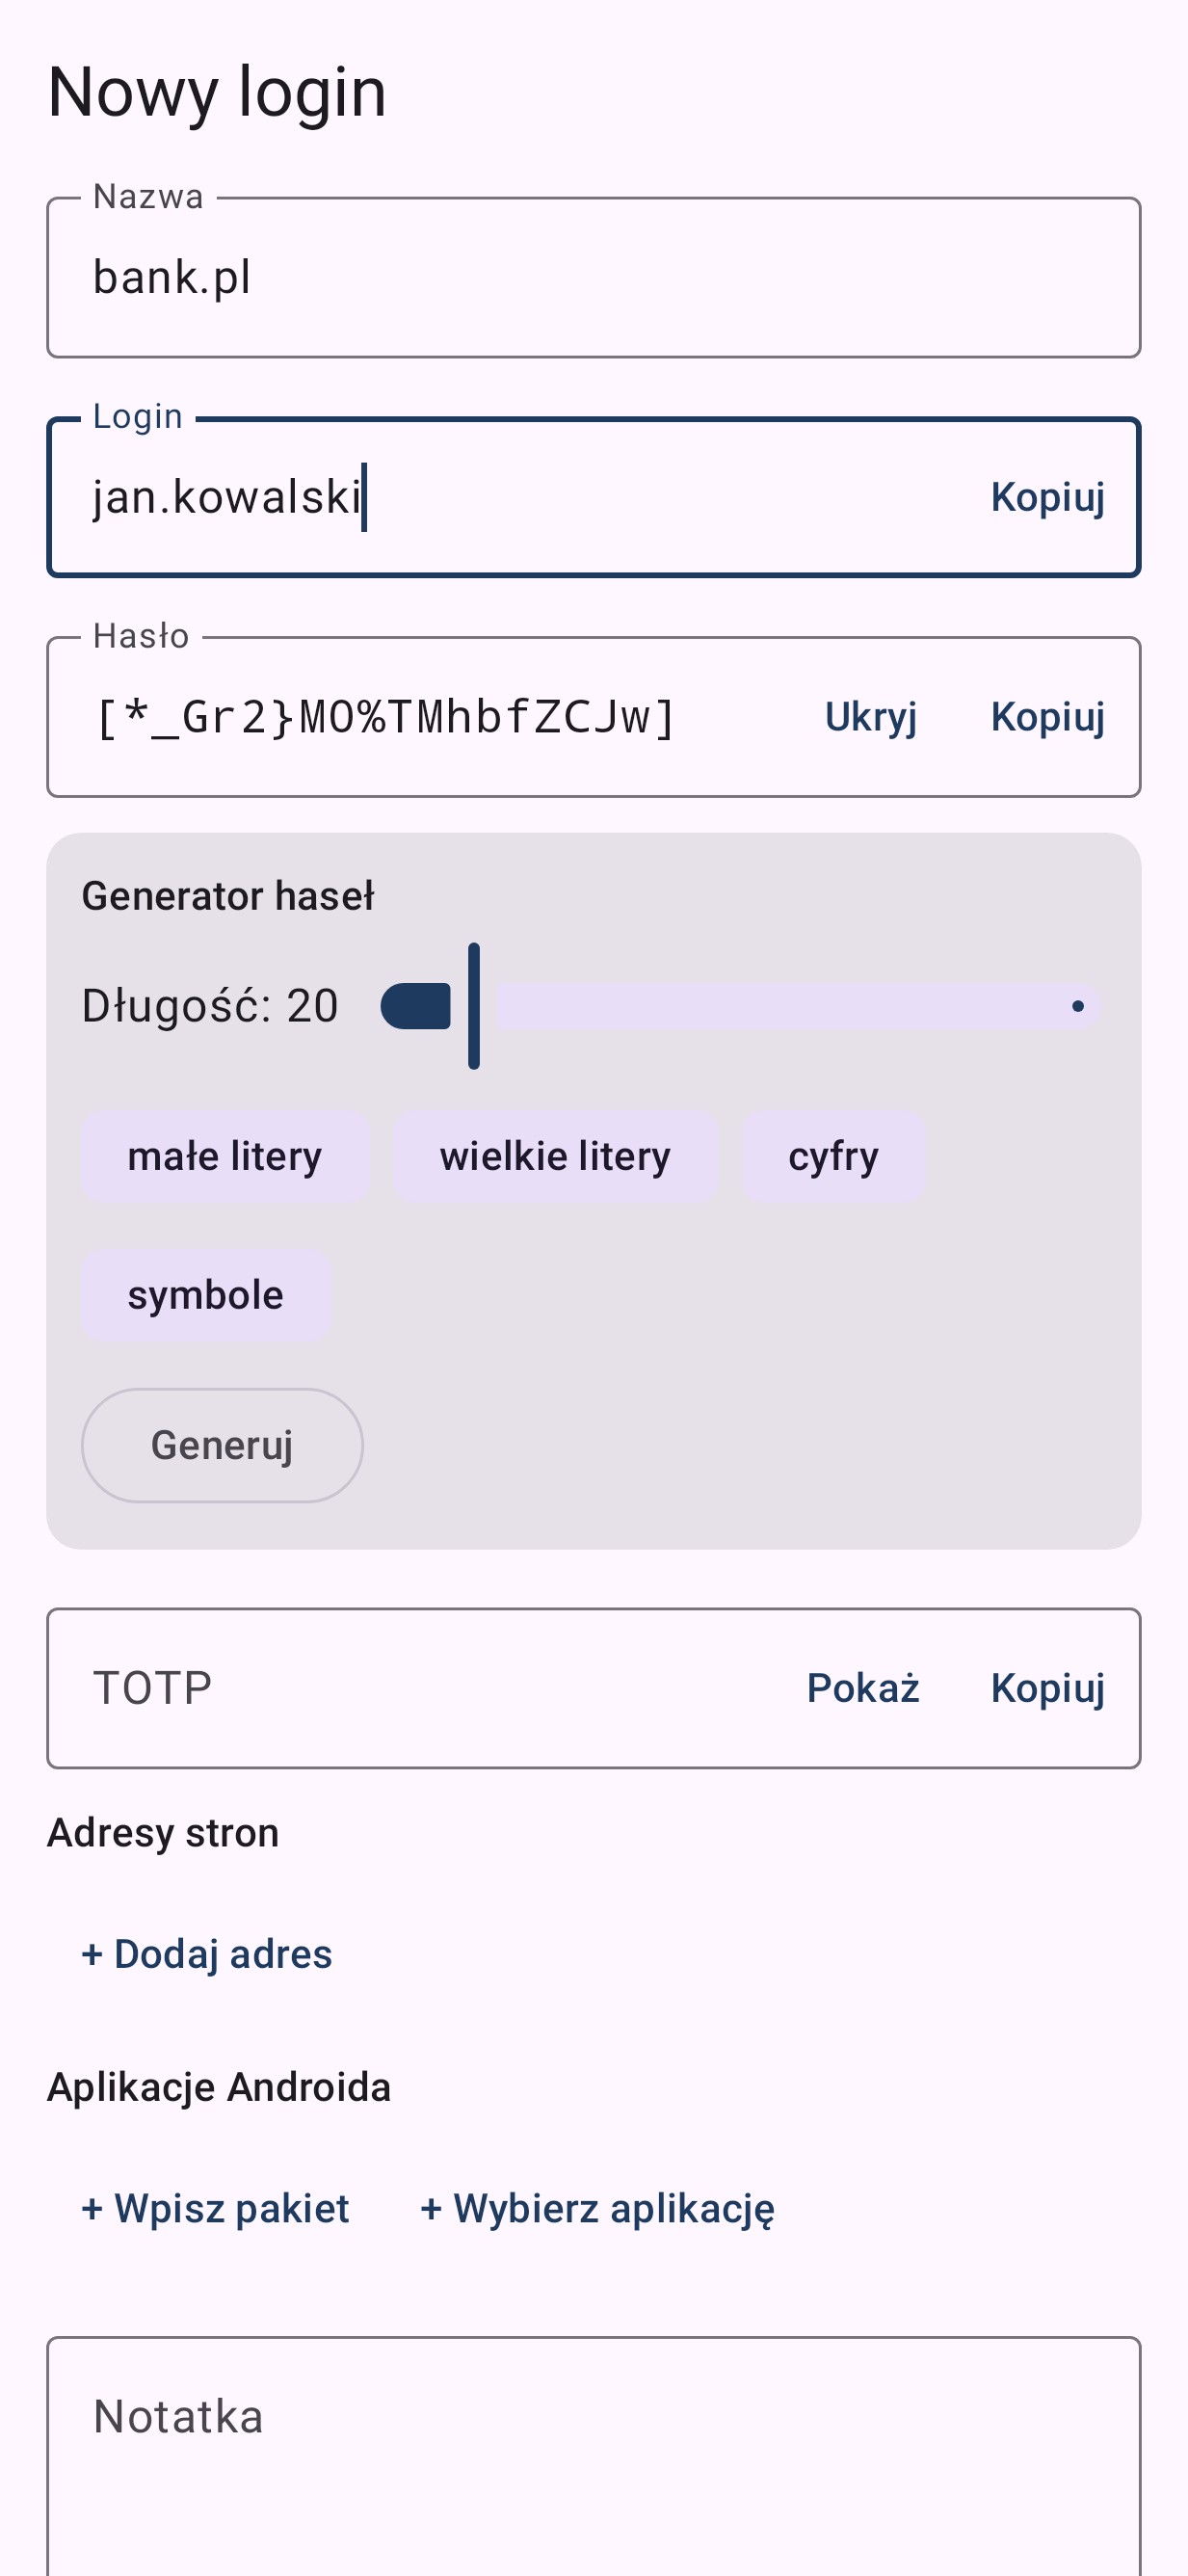 Nowy login
Nazwa
bank.pl
Login
jan.kowalski
Kopiuj
Hasło
[*_Gr2}MO%TMhbfZCJw]
Ukryj
Kopiuj
Generator haseł
Długość: 20
małe litery
wielkie litery
cyfry
symbole
Generuj
TOTP
Pokaż
Kopiuj
Adresy stron
+ Dodaj adres
Aplikacje Androida
+ Wpisz pakiet
+ Wybierz aplikację
Notatka